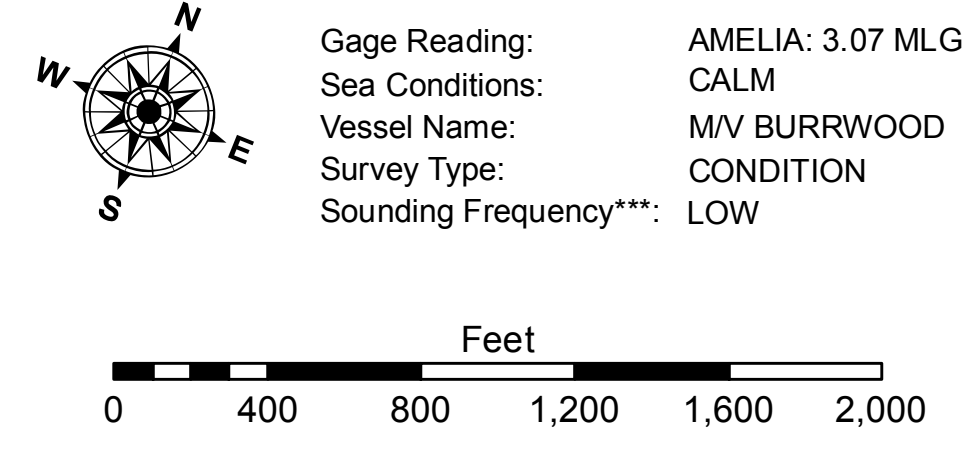 N
W
E
S
Gage Reading: AMELIA: 3.07 MLG
Sea Conditions: CALM
Vessel Name: M/V BURRWOOD
Survey Type: CONDITION
Sounding Frequency***: LOW
Feet
0 400 800 1,200 1,600 2,000